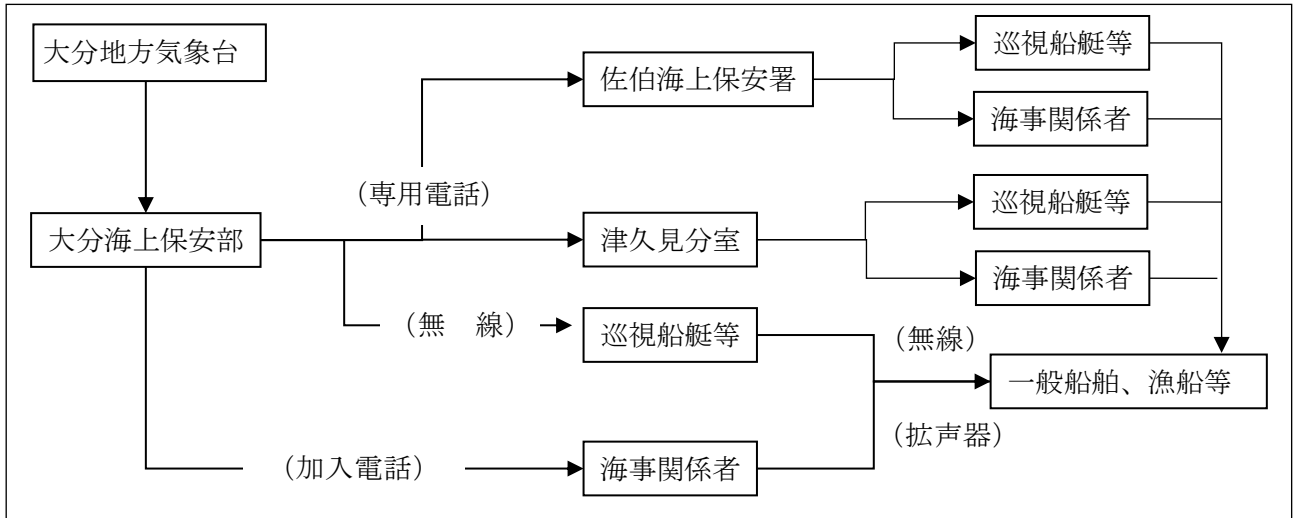 大分地方気象台
佐伯海上保安署
巡視船艇等
海事関係者
(専用電話)
大分海上保安部
津久見分室
巡視船艇等
海事関係者
(無　線)
巡視船艇等
(無線)
一般船舶、漁船等
(拡声器)
(加入電話)
海事関係者